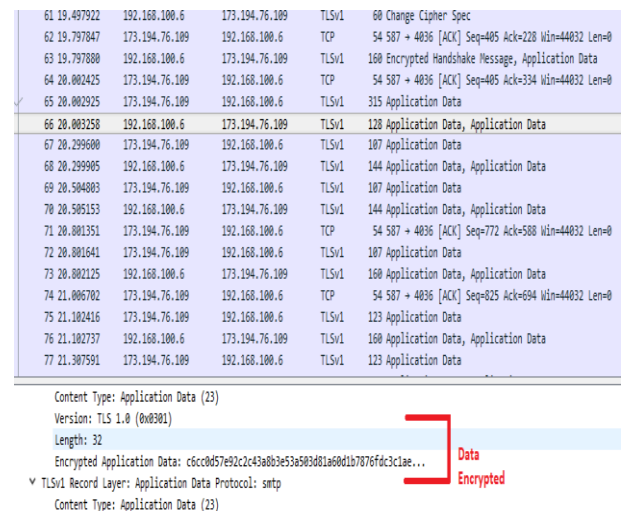 61 19.497922 192.168.100.6 173.194.76.109 TLSv1 60 Change Cipher Spec
62 19.797847 173.194.76.109 192.168.100.6 TCP 54 587 → 4036 [ACK] Seq=405 Ack=228 Win=44032 Len=0
63 19.797880 192.168.100.6 173.194.76.109 TLSv1 160 Encrypted Handshake Message, Application Data
64 20.002425 173.194.76.109 192.168.100.6 TCP 54 587 → 4036 [ACK] Seq=405 Ack=334 Win=44032 Len=0
65 20.002925 173.194.76.109 192.168.100.6 TLSv1 315 Application Data
66 20.003258 192.168.100.6 173.194.76.109 TLSv1 128 Application Data, Application Data
67 20.299600 173.194.76.109 192.168.100.6 TLSv1 107 Application Data
68 20.299905 192.168.100.6 173.194.76.109 TLSv1 144 Application Data, Application Data
69 20.504803 173.194.76.109 192.168.100.6 TLSv1 107 Application Data
70 20.505153 192.168.100.6 173.194.76.109 TLSv1 144 Application Data, Application Data
71 20.801351 173.194.76.109 192.168.100.6 TCP 54 587 → 4036 [ACK] Seq=772 Ack=588 Win=44032 Len=0
72 20.801641 173.194.76.109 192.168.100.6 TLSv1 107 Application Data
73 20.802125 192.168.100.6 173.194.76.109 TLSv1 160 Application Data, Application Data
74 21.006702 173.194.76.109 192.168.100.6 TCP 54 587 → 4036 [ACK] Seq=825 Ack=694 Win=44032 Len=0
75 21.102416 173.194.76.109 192.168.100.6 TLSv1 123 Application Data
76 21.102737 192.168.100.6 173.194.76.109 TLSv1 160 Application Data, Application Data
77 21.307591 173.194.76.109 192.168.100.6 TLSv1 123 Application Data
Content Type: Application Data (23)
Version: TLS 1.0 (0x0301)
Length: 32
Encrypted Application Data: c6cc0d57e92c2c43a8b3e53a503d81a60d1b7876fdc3c1ae...
Data
Encrypted
TLSv1 Record Layer: Application Data Protocol: smtp
Content Type: Application Data (23)